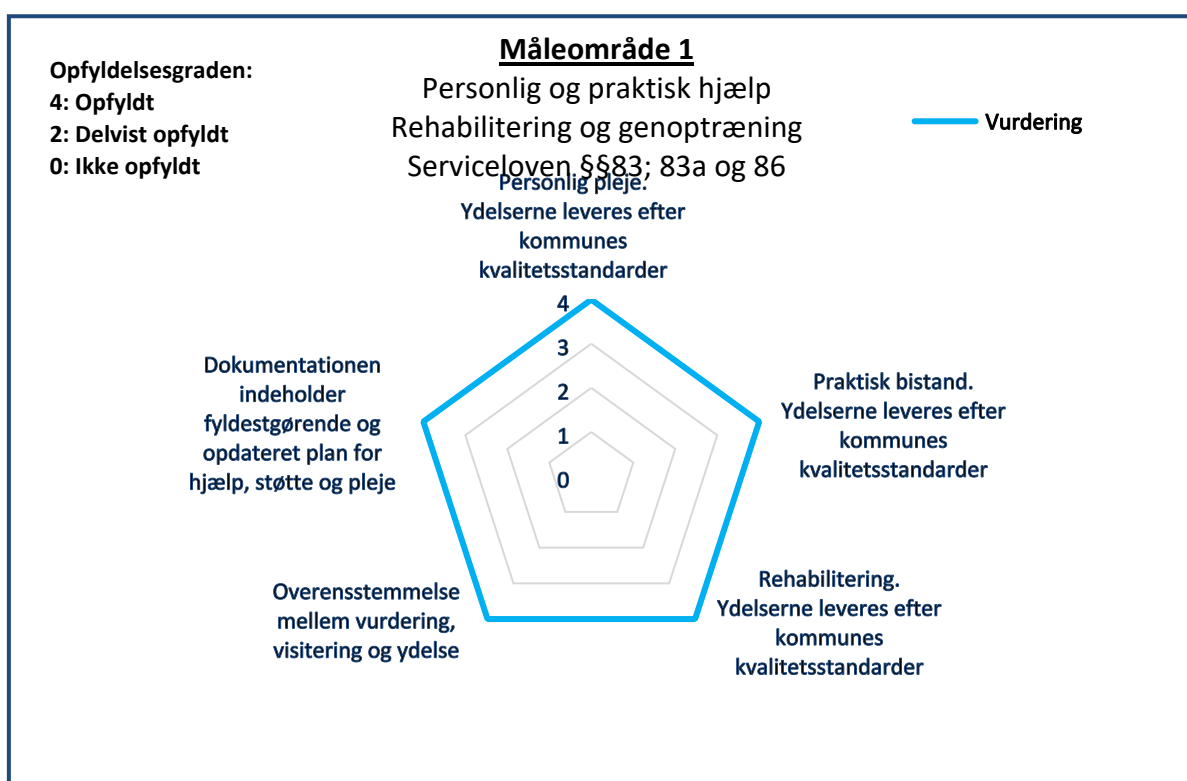 Måleområde 1
Personlig og praktisk hjælp
Rehabilitering og genoptræning
Serviceloven §§83; 83a og 86
Opfyldelsesgraden:
4: Opfyldt
2: Delvist opfyldt
0: Ikke opfyldt
Vurdering
Personlig pleje.
Ydelserne leveres efter
kommunes
kvalitetsstandarder
4
3
2
1
0
Praktisk bistand.
Ydelserne leveres efter
kommunes
kvalitetsstandarder
Rehabilitering.
Ydelserne leveres efter
kommunes
kvalitetsstandarder
Overensstemmelse
mellem vurdering,
visitering og ydelse
Dokumentationen
indeholder
fyldestgørende og
opdateret plan for
hjælp, støtte og pleje